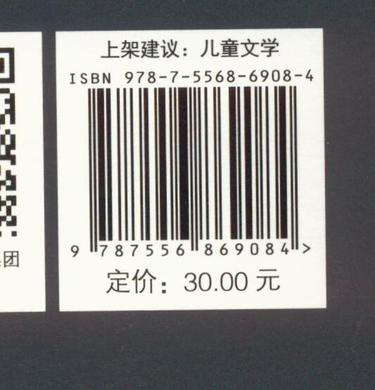 上架建议：儿童文学
ISBN 978-7-5568-6908-4
9 787556 869084 >
定价：30.00 元
团